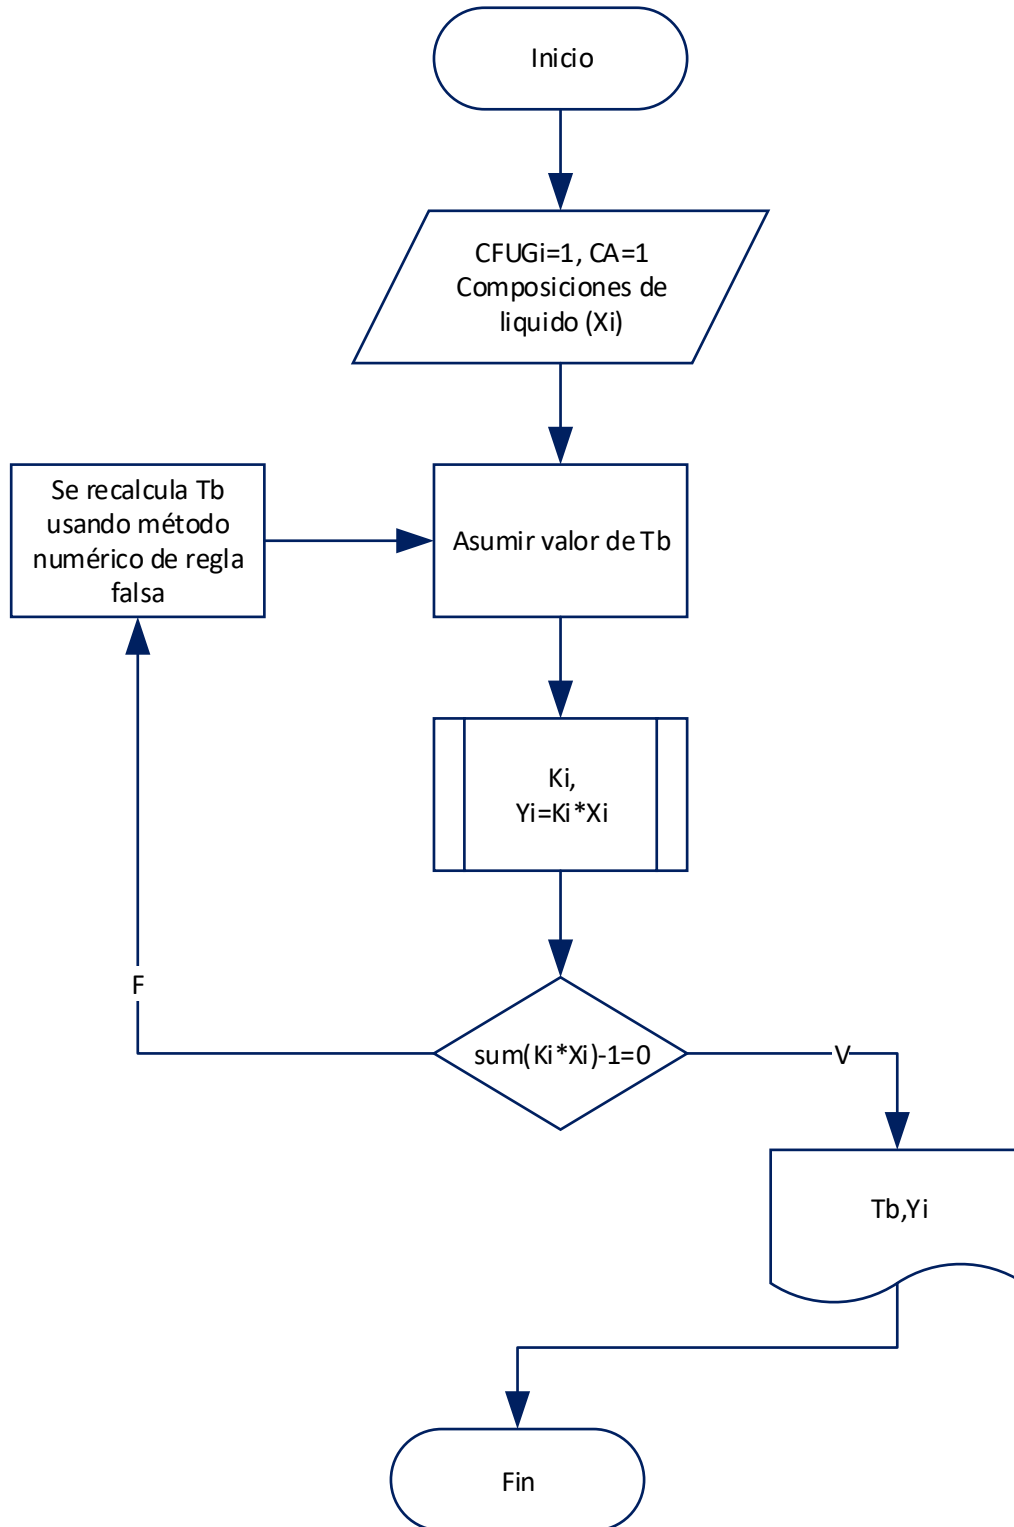 Inicio
CFUGi=1, CA=1
Composiciones de
liquido (Xi)
Se recalcula Tb
usando método
numérico de regla
falsa
Asumir valor de Tb
Ki,
Yi=Ki*Xi
F
sum(Ki*Xi)-1=0
V
Tb,Yi
Fin